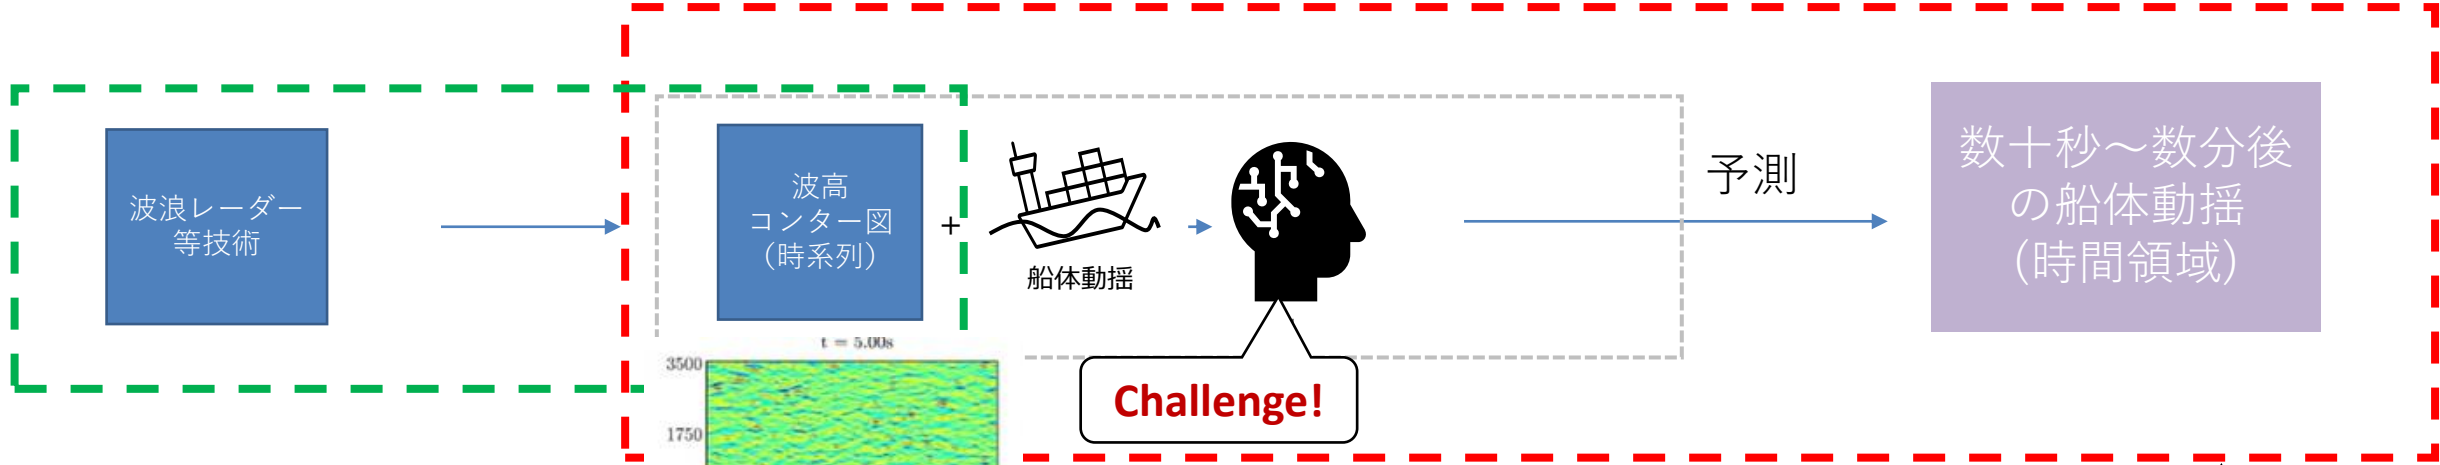 波浪レーダー
等技術
波高
コンター図
（時系列）
+
船体動揺
予測
数十秒～数分後
の船体動揺
(時間領域)
t = 5.00s
3500
1750
Challenge!